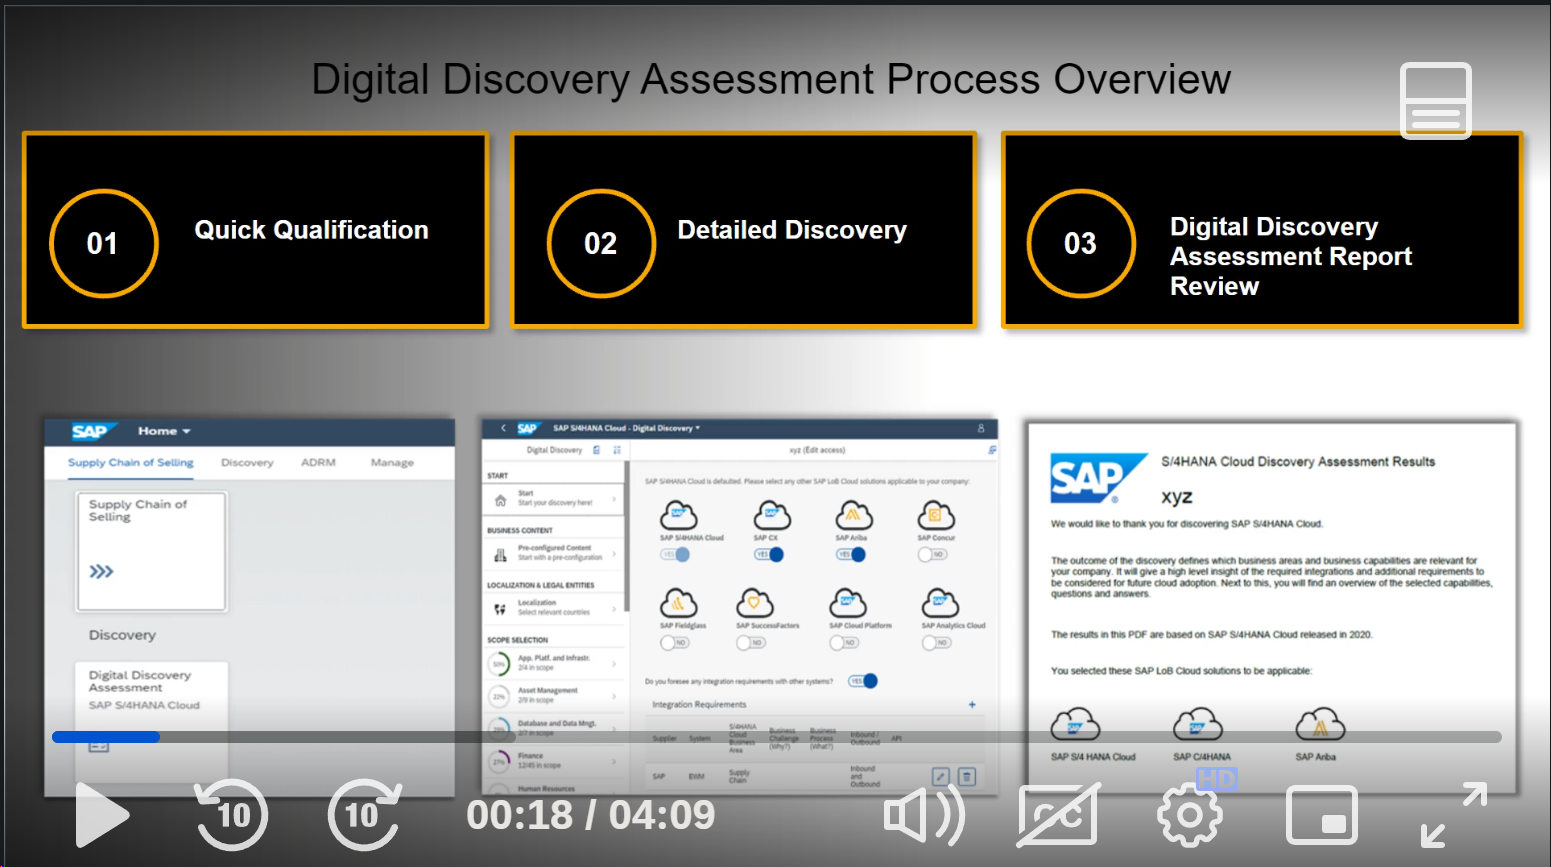 Digital Discovery Assessment Process Overview
01
Quick Qualification
02
Detailed Discovery
03
Digital Discovery
Assessment Report
Review
SAP
Home
Supply Chain of Selling
Discovery
ADRM
Manage
Supply Chain of
Selling
Discovery
Digital Discovery
Assessment
SAP S/4HANA Cloud
SAP
SAP S/4HANA Cloud - Digital Discovery
Digital Discovery
xyz (Edit access)
START
Start
Start your discovery here!
BUSINESS CONTENT
Pre-configured Content
Start with a pre-configuration
LOCALIZATION & LEGAL ENTITIES
Localization
Select relevant countries
SCOPE SELECTION
50%
App. Platf. and Infrastr.
2/4 in scope
22%
Asset Management
2/9 in scope
Database and Data Mngt.
2/7 in scope
27%
Finance
12/45 in scope
Human Resources
SAP S/4HANA Cloud is defaulted. Please select any other SAP LoB Cloud solutions applicable to your company:
SAP
SAP
SAP S/4HANA Cloud
SAP CX
SAP Ariba
SAP Concur
YES
YES
YES
NO
SAP
SAP
SAP Fieldglass
SAP SuccessFactors
SAP Cloud Platform
SAP Analytics Cloud
NO
NO
NO
NO
Do you foresee any integration requirements with other systems?
YES
Integration Requirements
Supplier
System
S/4HANA
Cloud
Business
Area
Business
Challenge
(Why?)
Business
Process
(What?)
Inbound /
Outbound
API
SAP
EWM
Supply
Chain
Inbound
and
Outbound
SAP
S/4HANA Cloud Discovery Assessment Results
xyz
We would like to thank you for discovering SAP S/4HANA Cloud.
The outcome of the discovery defines which business areas and business capabilities are relevant for
your company. It will give a high level insight of the required integrations and additional requirements to
be considered for future cloud adoption. Next to this, you will find an overview of the selected capabilities,
questions and answers.
The results in this PDF are based on SAP S/4HANA Cloud released in 2020.
You selected these SAP LoB Cloud solutions to be applicable:
SAP
SAP
SAP S/4 HANA Cloud
SAP C/4HANA
SAP Ariba
10
10
00:18 / 04:09
CC
HD